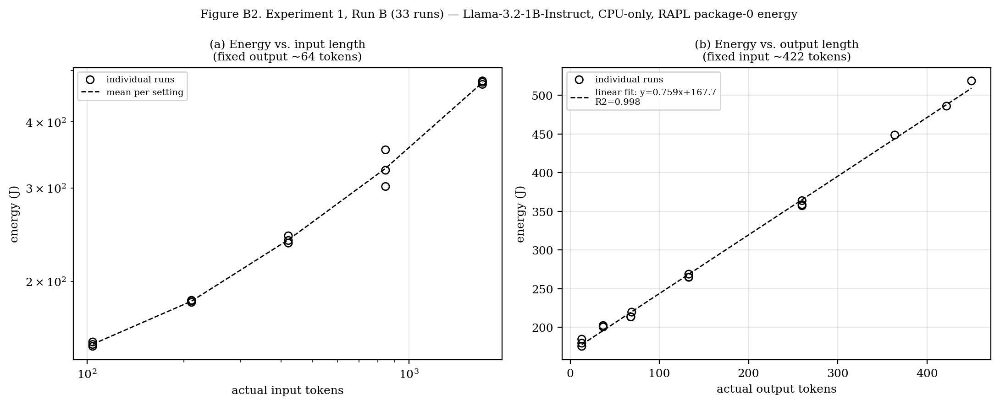 Figure B2. Experiment 1, Run B (33 runs) — Llama-3.2-1B-Instruct, CPU-only, RAPL package-0 energy
(a) Energy vs. input length
(fixed output ~64 tokens)
individual runs
mean per setting
4 × 10²
3 × 10²
2 × 10²
energy (J)
10²
10³
actual input tokens
(b) Energy vs. output length
(fixed input ~422 tokens)
individual runs
linear fit: y=0.759x+167.7
R2=0.998
500
450
400
350
300
250
200
energy (J)
0
100
200
300
400
actual output tokens